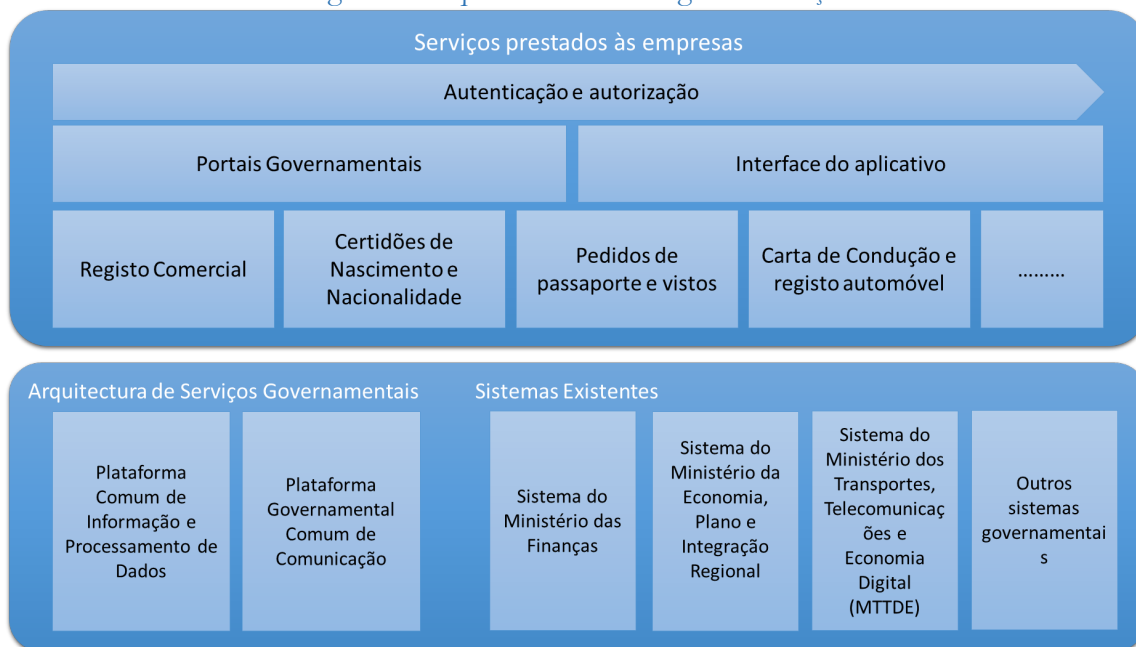 Serviços prestados às empresas
Autenticação e autorização
Portais Governamentais
Interface do aplicativo
Registo Comercial
Certidões de
Nascimento e
Nacionalidade
Pedidos de
passaporte e vistos
Carta de Condução e
registo automóvel
.........
Arquitectura de Serviços Governamentais
Plataforma
Comum de
Informação e
Processamento de
Dados
Plataforma
Governamental
Comum de
Comunicação
Sistemas Existentes
Sistema do
Ministério das
Finanças
Sistema do
Ministério da
Economia,
Plano e
Integração
Regional
Sistema do
Ministério dos
Transportes,
Telecomunicaç
ões e
Economia
Digital
(MTTDE)
Outros
sistemas
governamentai
s